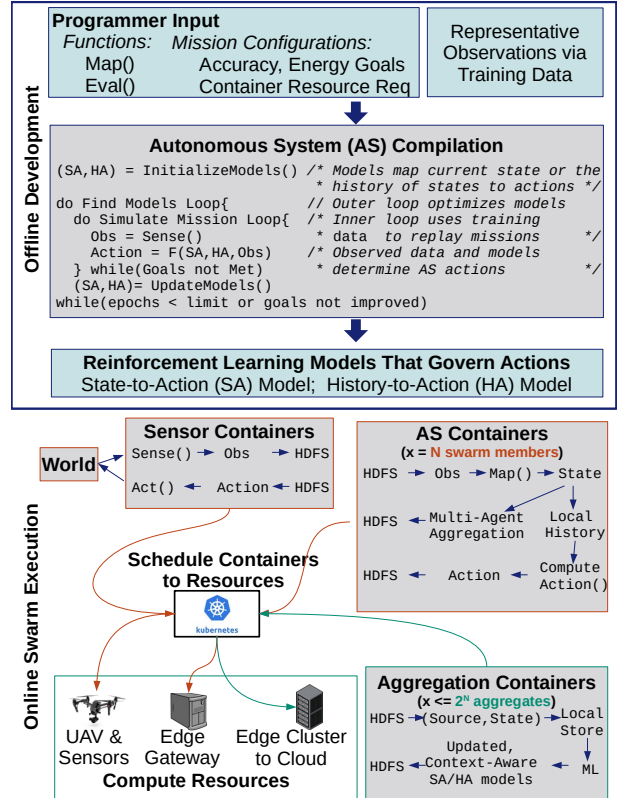 Programmer Input
Functions: Mission Configurations:
Map() Accuracy, Energy Goals
Eval() Container Resource Req
Representative
Observations via
Training Data
Offline Development
Autonomous System (AS) Compilation
(SA,HA) = InitializeModels() /* Models map current state or the
* history of states to actions */
do Find Models Loop{ // Outer loop optimizes models
do Simulate Mission Loop{ /* Inner loop uses training
Obs = Sense() * data to replay missions */
Action = F(SA,HA,Obs) /* Observed data and models
} while(Goals not Met) * determine AS actions */
(SA,HA)= UpdateModels()
while(epochs < limit or goals not improved)
Reinforcement Learning Models That Govern Actions
State-to-Action (SA) Model; History-to-Action (HA) Model
Online Swarm Execution
World
Sensor Containers
Sense() Obs HDFS
Act() Action HDFS
AS Containers
(x = N swarm members)
HDFS Obs Map() State
HDFS Multi-Agent
Aggregation
Local
History
HDFS Action Compute
Action()
Schedule Containers
to Resources
kubernetes
UAV &
Sensors
Edge
Gateway
Edge Cluster
to Cloud
Compute Resources
Aggregation Containers
(x <= 2ᴺ aggregates)
HDFS (Source,State) Local
Store
HDFS Updated,
Context-Aware
SA/HA models
ML